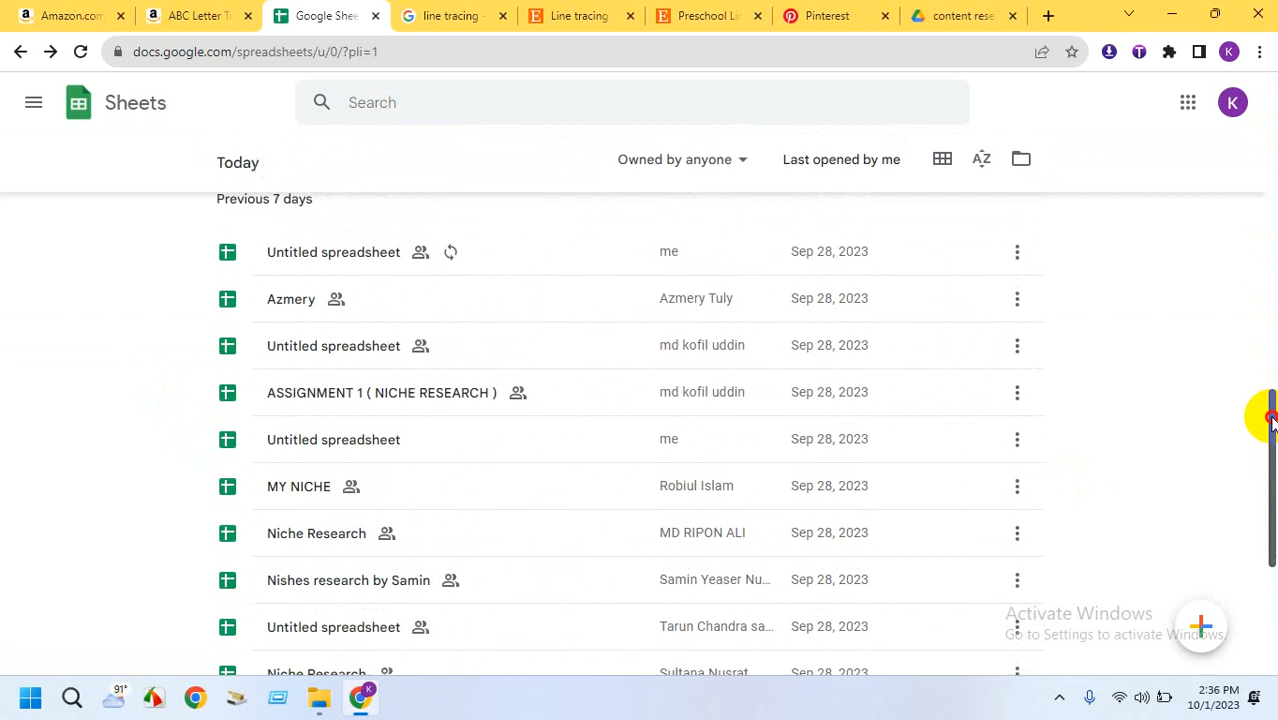 Amazon.com
ABC Letter T
Google She
line tracing -
Line tracing
Preschool Li
Pinterest
content rese
docs.google.com/spreadsheets/u/0/?pli=1
K
Sheets
Search
K
Today
Owned by anyone
Last opened by me
AZ
Previous 7 days
Untitled spreadsheet me Sep 28, 2023
Azmery Azmery Tuly Sep 28, 2023
Untitled spreadsheet md kofil uddin Sep 28, 2023
ASSIGNMENT 1 ( NICHE RESEARCH ) md kofil uddin Sep 28, 2023
Untitled spreadsheet me Sep 28, 2023
MY NICHE Robiul Islam Sep 28, 2023
Niche Research MD RIPON ALI Sep 28, 2023
Nishes research by Samin Samin Yeaser Nu... Sep 28, 2023
Untitled spreadsheet Tarun Chandra sa... Sep 28, 2023
Niche Research Sultana Nusrat
Activate Windows
Go to Settings to activate Windows.
91°
2:36 PM
10/1/2023